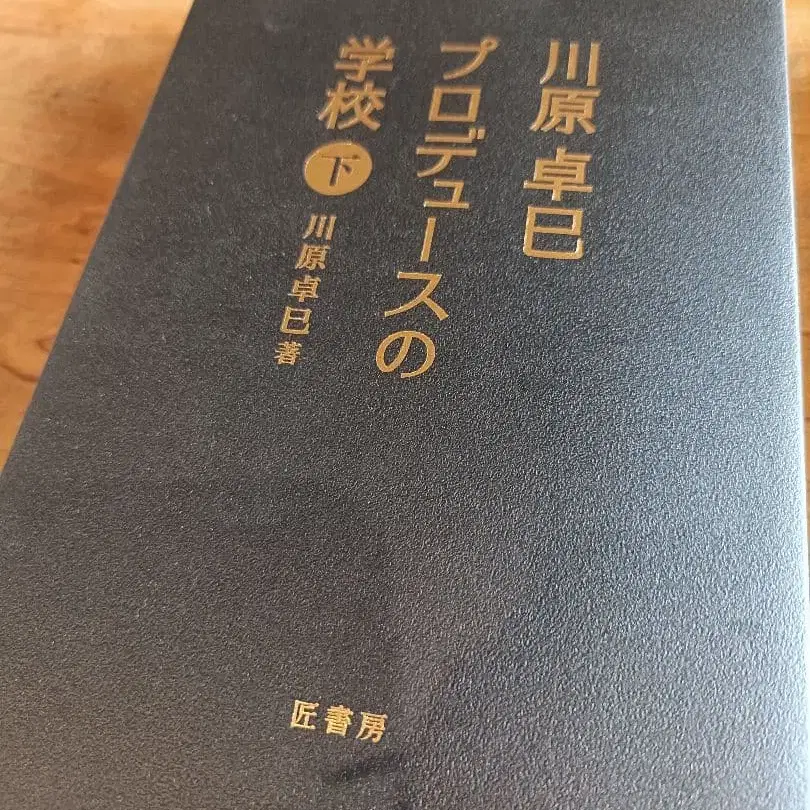 川原 卓巳
プロデュースの
学校 下
川原卓巳 著
匠書房